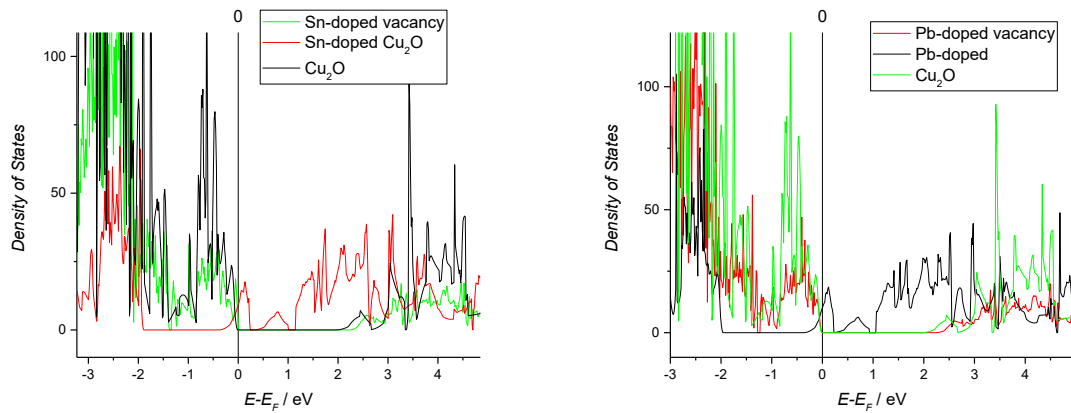 0
Sn-doped vacancy
Sn-doped Cu₂O
Cu₂O
100
50
0
Density of States
-3 -2 -1 0 1 2 3 4
E-E_F / eV
0
Pb-doped vacancy
Pb-doped
Cu₂O
100
50
0
Density of States
-3 -2 -1 0 1 2 3 4
E-E_F / eV